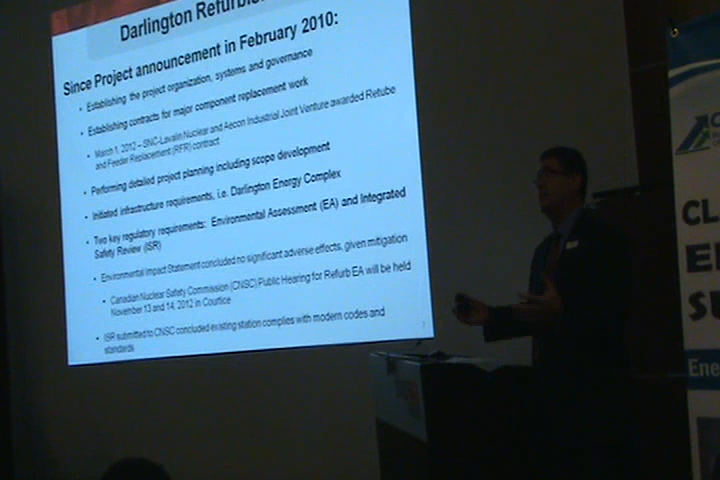 Darlington Refurbis
Since Project announcement in February 2010:
• Establishing the project organization, systems and governance
• Establishing contracts for major component replacement work
• March 1, 2012 – SNC-Lavalin Nuclear and Aecon Industrial Joint Venture awarded Retube
and Feeder Replacement (RFR) contract
• Performing detailed project planning including scope development
• Initiated infrastructure requirements, i.e. Darlington Energy Complex
• Two key regulatory requirements: Environmental Assessment (EA) and Integrated
Safety Review (ISR)
• Environmental Impact Statement concluded no significant adverse effects, given mitigation
• Canadian Nuclear Safety Commission (CNSC) Public Hearing for Refurb EA will be held
November 13 and 14, 2012 in Courtice
• ISR submitted to CNSC concluded existing station complies with modern codes and
standards
7
CL
Ene